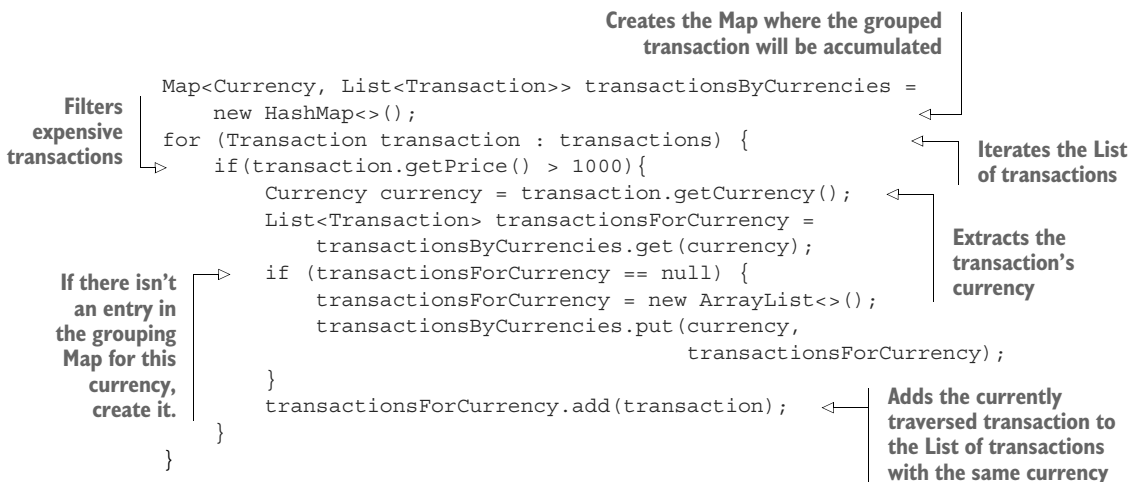 Creates the Map where the grouped
transaction will be accumulated
Map<Currency, List<Transaction>> transactionsByCurrencies =
new HashMap<>();
Filters
expensive
transactions
for (Transaction transaction : transactions) {
Iterates the List
of transactions
if(transaction.getPrice() > 1000){
Currency currency = transaction.getCurrency();
Extracts the
transaction's
currency
List<Transaction> transactionsForCurrency =
transactionsByCurrencies.get(currency);
If there isn't
an entry in
the grouping
Map for this
currency,
create it.
if (transactionsForCurrency == null) {
transactionsForCurrency = new ArrayList<>();
transactionsByCurrencies.put(currency,
transactionsForCurrency);
}
transactionsForCurrency.add(transaction);
Adds the currently
traversed transaction to
the List of transactions
with the same currency
}
}